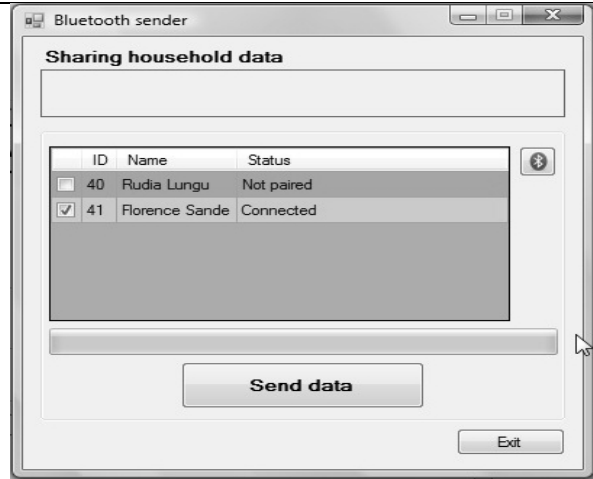 Bluetooth sender
Sharing household data
ID Name Status
40 Rudia Lungu Not paired
41 Florence Sande Connected
Send data
Exit